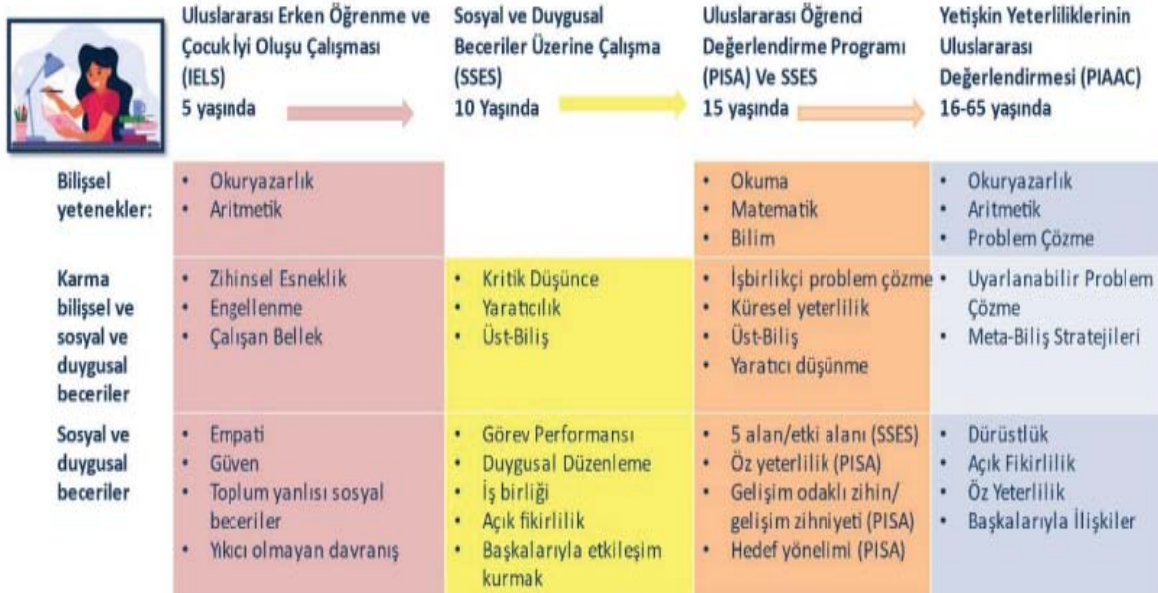 Uluslararası Erken Öğrenme ve
Çocuk İyi Oluşu Çalışması
(IELS)
5 yaşında
Sosyal ve Duygusal
Beceriler Üzerine Çalışma
(SSES)
10 Yaşında
Uluslararası Öğrenci
Değerlendirme Programı
(PISA) Ve SSES
15 yaşında
Yetişkin Yeterliliklerinin
Uluslararası
Değerlendirmesi (PIAAC)
16-65 yaşında
Bilişsel
yetenekler:
• Okuryazarlık
• Aritmetik
• Okuma
• Matematik
• Bilim
• Okuryazarlık
• Aritmetik
• Problem Çözme
Karma
bilişsel ve
sosyal ve
duygusal
beceriler
• Zihinsel Esneklik
• Engellenme
• Çalışan Bellek
• Kritik Düşünce
• Yaratıcılık
• Üst-Biliş
• İşbirlikçi problem çözme
• Küresel yeterlilik
• Üst-Biliş
• Yaratıcı düşünme
• Uyarlanabilir Problem
Çözme
• Meta-Biliş Stratejileri
Sosyal ve
duygusal
beceriler
• Empati
• Güven
• Toplum yanlısı sosyal
beceriler
• Yıkıcı olmayan davranış
• Görev Performansı
• Duygusal Düzenleme
• İş birliği
• Açık fikirlilik
• Başkalarıyla etkileşim
kurmak
• 5 alan/etki alanı (SSES)
• Öz yeterlilik (PISA)
• Gelişim odaklı zihin/
gelişim zihniyeti (PISA)
• Hedef yönelimi (PISA)
• Dürüstlük
• Açık Fikirlilik
• Öz Yeterlilik
• Başkalarıyla İlişkiler